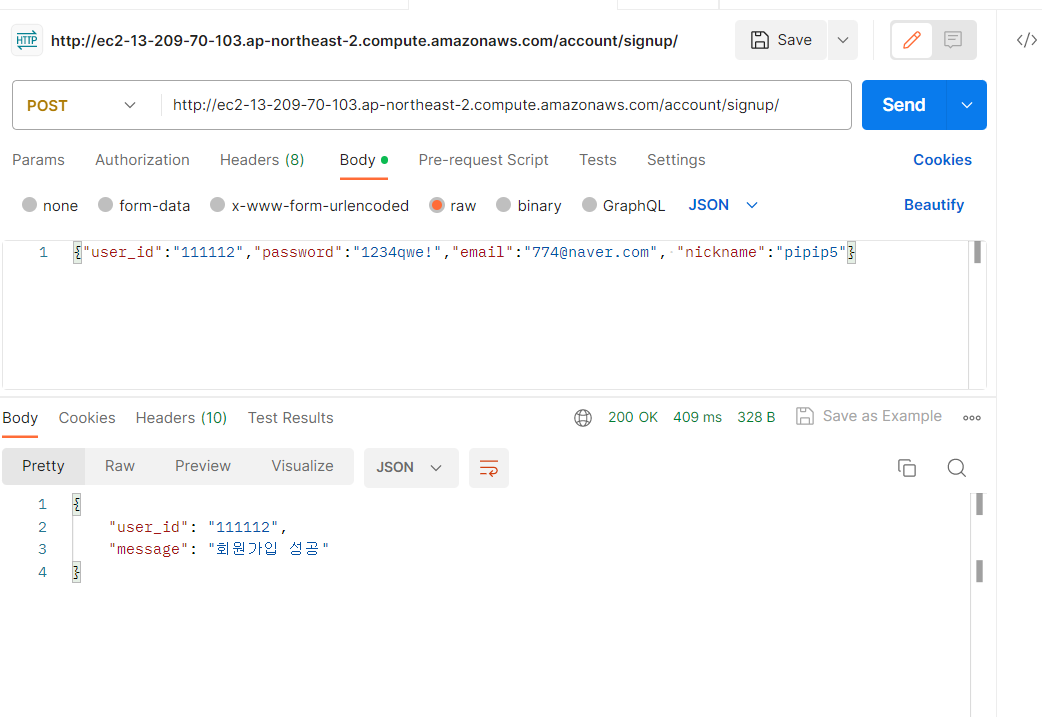 HTTP http://ec2-13-209-70-103.ap-northeast-2.compute.amazonaws.com/account/signup/ Save </>
POST http://ec2-13-209-70-103.ap-northeast-2.compute.amazonaws.com/account/signup/ Send
Params Authorization Headers (8) Body Pre-request Script Tests Settings Cookies
none form-data x-www-form-urlencoded raw binary GraphQL JSON Beautify
1 {"user_id":"111112","password":"1234qwe!","email":"774@naver.com", "nickname":"pipip5"}
Body Cookies Headers (10) Test Results 200 OK 409 ms 328 B Save as Example
Pretty Raw Preview Visualize JSON
1 {
2 "user_id": "111112",
3 "message": "회원가입 성공"
4 }